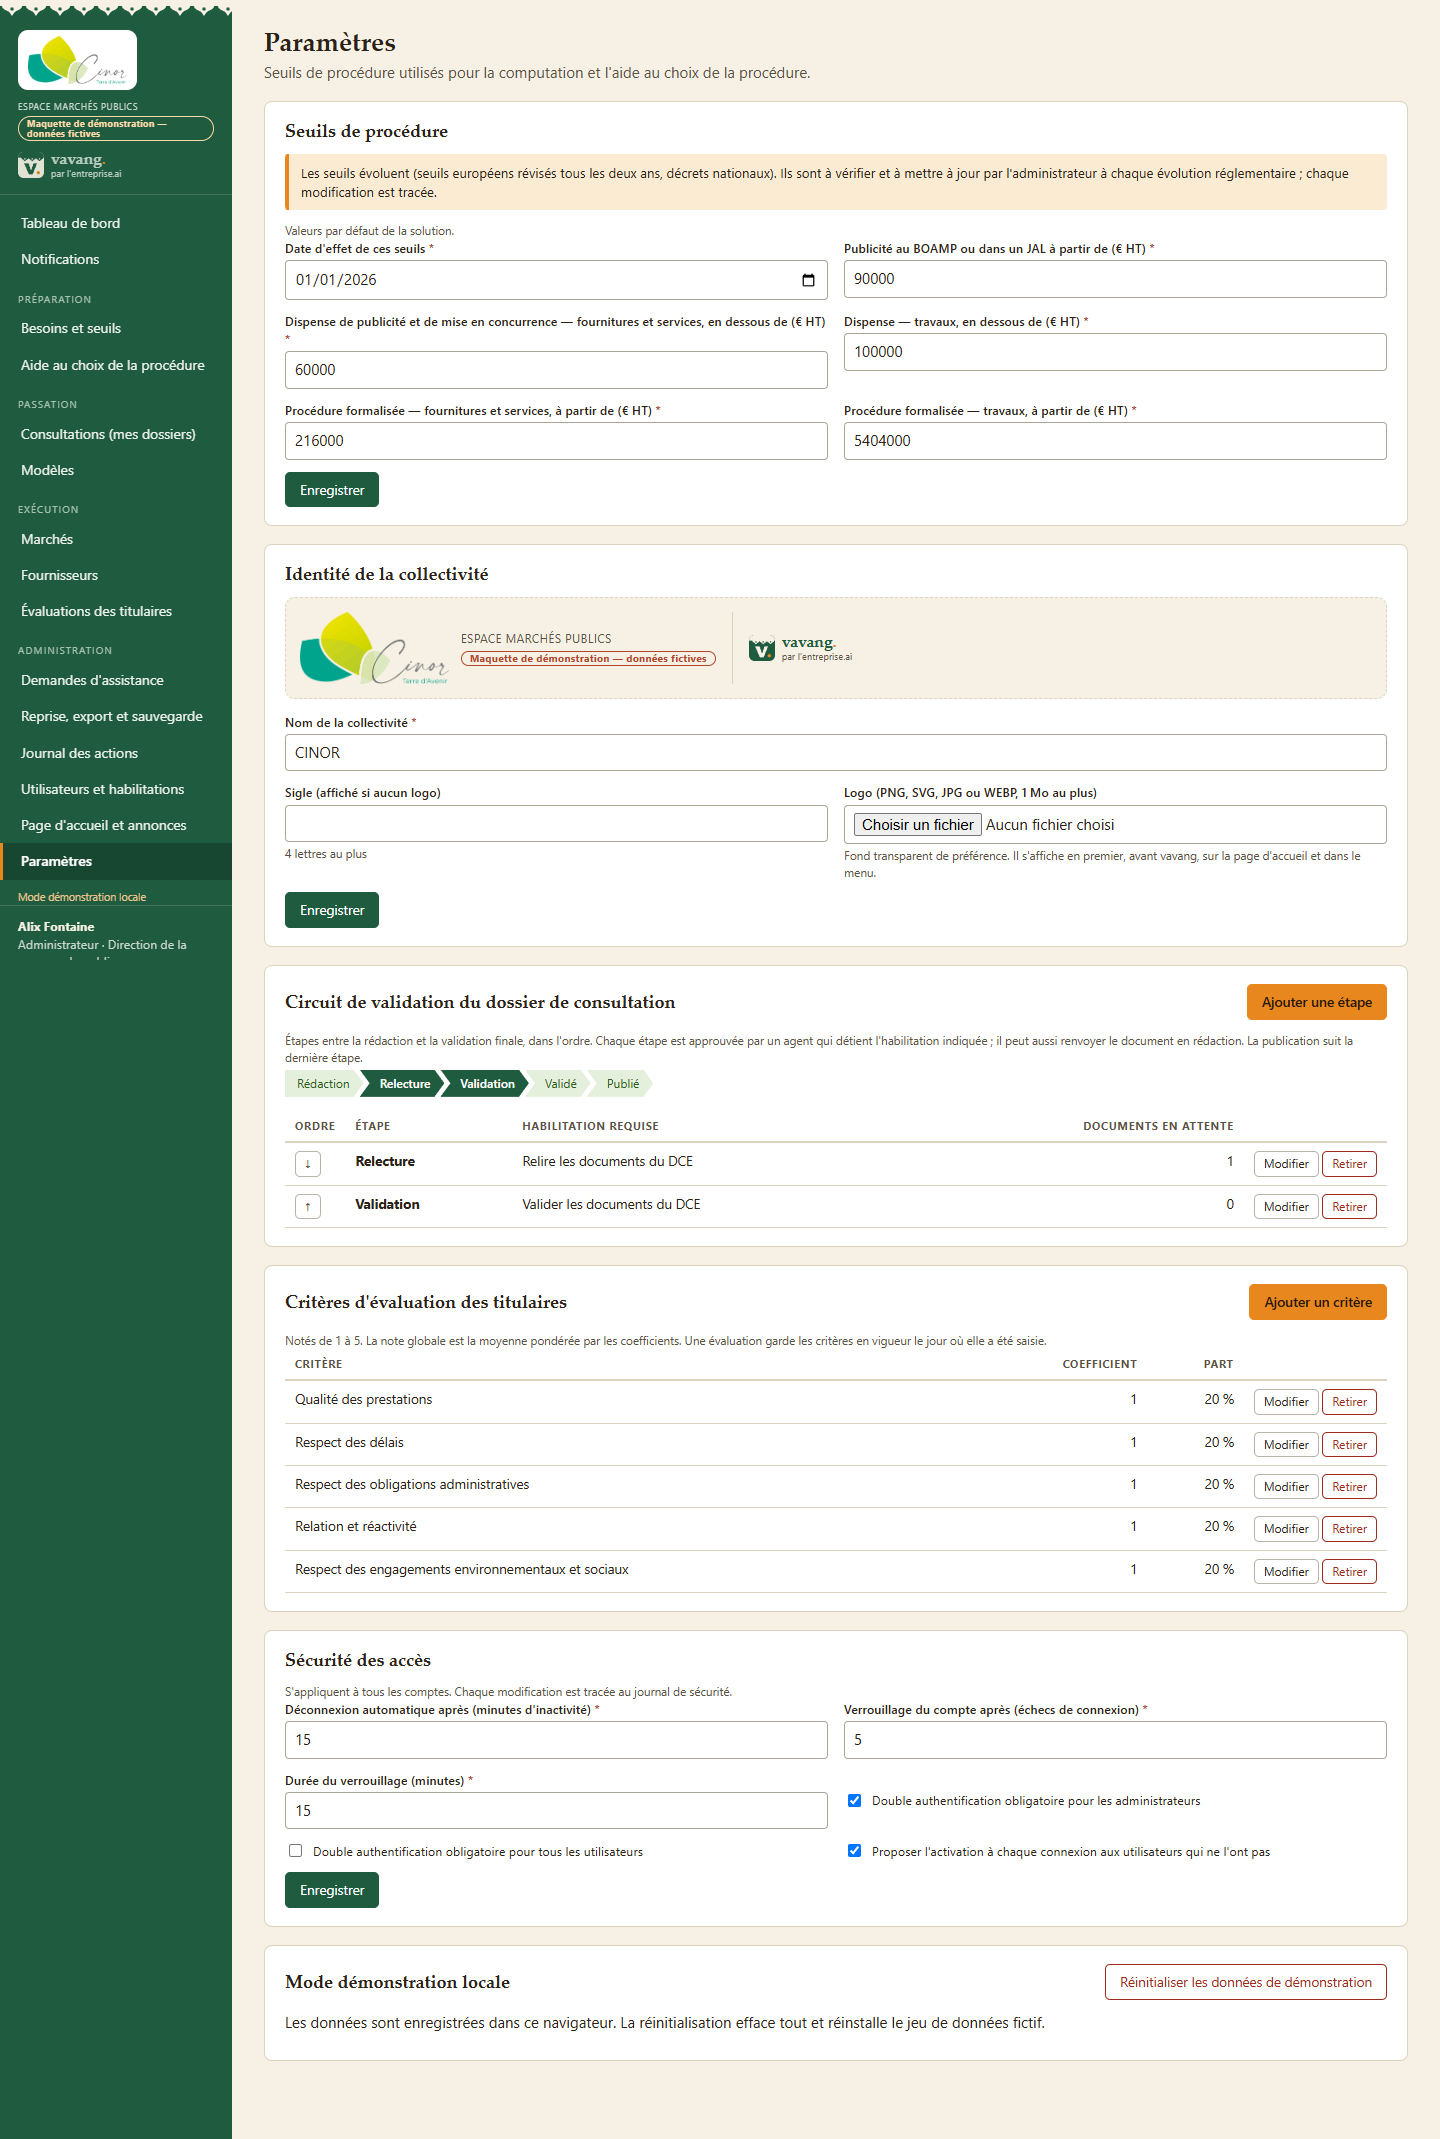 Cinor
Terre d'Avenir
ESPACE MARCHÉS PUBLICS
Maquette de démonstration —
données fictives
v.
vavang.
par l'entreprise.ai
Tableau de bord
Notifications
PRÉPARATION
Besoins et seuils
Aide au choix de la procédure
PASSATION
Consultations (mes dossiers)
Modèles
EXÉCUTION
Marchés
Fournisseurs
Évaluations des titulaires
ADMINISTRATION
Demandes d'assistance
Reprise, export et sauvegarde
Journal des actions
Utilisateurs et habilitations
Page d'accueil et annonces
Paramètres
Mode démonstration locale
Alix Fontaine
Administrateur · Direction de la
Paramètres
Seuils de procédure utilisés pour la computation et l'aide au choix de la procédure.
Seuils de procédure
Les seuils évoluent (seuils européens révisés tous les deux ans, décrets nationaux). Ils sont à vérifier et à mettre à jour par l'administrateur à chaque évolution réglementaire ; chaque
modification est tracée.
Valeurs par défaut de la solution.
Date d'effet de ces seuils *
01/01/2026
Publicité au BOAMP ou dans un JAL à partir de (€ HT) *
90000
Dispense de publicité et de mise en concurrence — fournitures et services, en dessous de (€ HT)
*
60000
Dispense — travaux, en dessous de (€ HT) *
100000
Procédure formalisée — fournitures et services, à partir de (€ HT) *
216000
Procédure formalisée — travaux, à partir de (€ HT) *
5404000
Enregistrer
Identité de la collectivité
Cinor
Terre d'Avenir
ESPACE MARCHÉS PUBLICS
Maquette de démonstration — données fictives
v.
vavang.
par l'entreprise.ai
Nom de la collectivité *
CINOR
Sigle (affiché si aucun logo)
4 lettres au plus
Logo (PNG, SVG, JPG ou WEBP, 1 Mo au plus)
Choisir un fichier Aucun fichier choisi
Fond transparent de préférence. Il s'affiche en premier, avant vavang, sur la page d'accueil et dans le
menu.
Enregistrer
Circuit de validation du dossier de consultation
Ajouter une étape
Étapes entre la rédaction et la validation finale, dans l'ordre. Chaque étape est approuvée par un agent qui détient l'habilitation indiquée ; il peut aussi renvoyer le document en rédaction. La publication suit la
dernière étape.
Rédaction Relecture Validation Validé Publié
ORDRE ÉTAPE HABILITATION REQUISE DOCUMENTS EN ATTENTE
↓ Relecture Relire les documents du DCE 1 Modifier Retirer
↑ Validation Valider les documents du DCE 0 Modifier Retirer
Critères d'évaluation des titulaires
Ajouter un critère
Notés de 1 à 5. La note globale est la moyenne pondérée par les coefficients. Une évaluation garde les critères en vigueur le jour où elle a été saisie.
CRITÈRE COEFFICIENT PART
Qualité des prestations 1 20 % Modifier Retirer
Respect des délais 1 20 % Modifier Retirer
Respect des obligations administratives 1 20 % Modifier Retirer
Relation et réactivité 1 20 % Modifier Retirer
Respect des engagements environnementaux et sociaux 1 20 % Modifier Retirer
Sécurité des accès
S'appliquent à tous les comptes. Chaque modification est tracée au journal de sécurité.
Déconnexion automatique après (minutes d'inactivité) *
15
Verrouillage du compte après (échecs de connexion) *
5
Durée du verrouillage (minutes) *
15
Double authentification obligatoire pour les administrateurs
Double authentification obligatoire pour tous les utilisateurs
Proposer l'activation à chaque connexion aux utilisateurs qui ne l'ont pas
Enregistrer
Mode démonstration locale
Réinitialiser les données de démonstration
Les données sont enregistrées dans ce navigateur. La réinitialisation efface tout et réinstalle le jeu de données fictif.